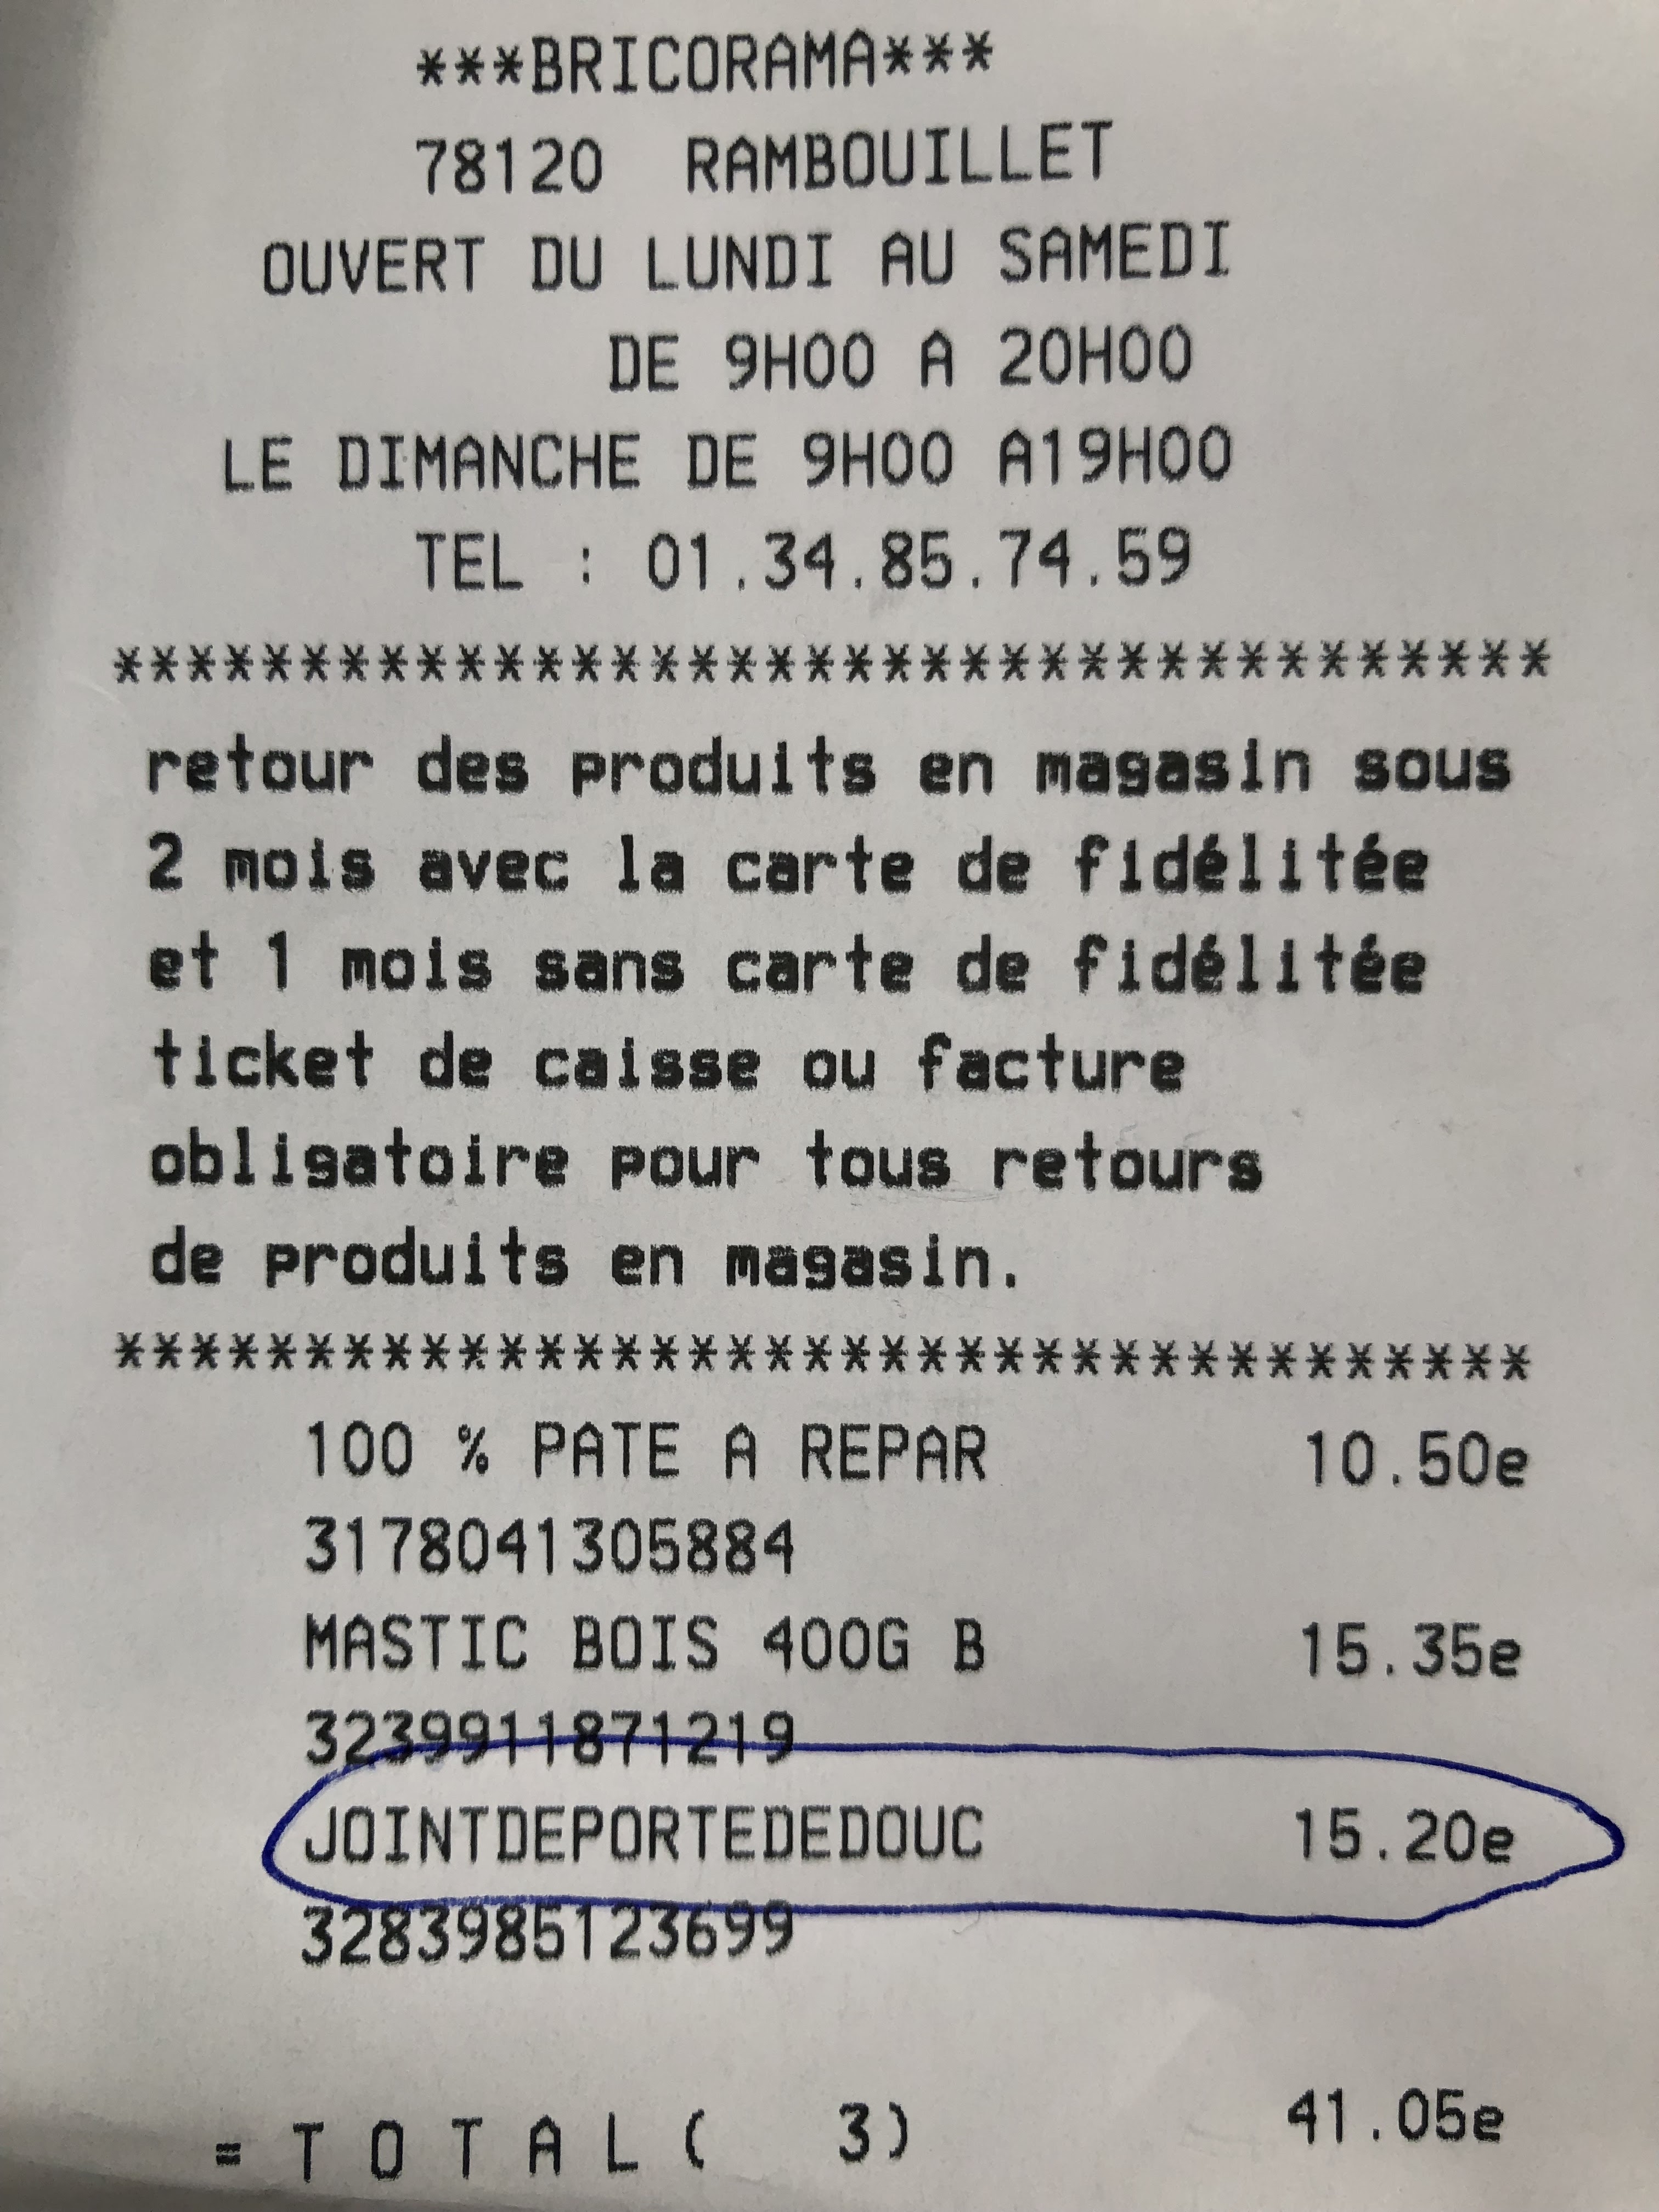 ***BRICORAMA***
78120 RAMBOUILLET
OUVERT DU LUNDI AU SAMEDI
DE 9H00 A 20H00
LE DIMANCHE DE 9H00 A19H00
TEL : 01.34.85.74.59
**************************************
retour des produits en magasin sous
2 mois avec la carte de fidélitée
et 1 mois sans carte de fidélitée
ticket de caisse ou facture
obligatoire pour tous retours
de produits en magasin.
**************************************
100 % PATE A REPAR 10.50e
3178041305884
MASTIC BOIS 400G B 15.35e
3239911871219
JOINTDEPORTEDEDOUC 15.20e
3283985123699
= T O T A L ( 3) 41.05e